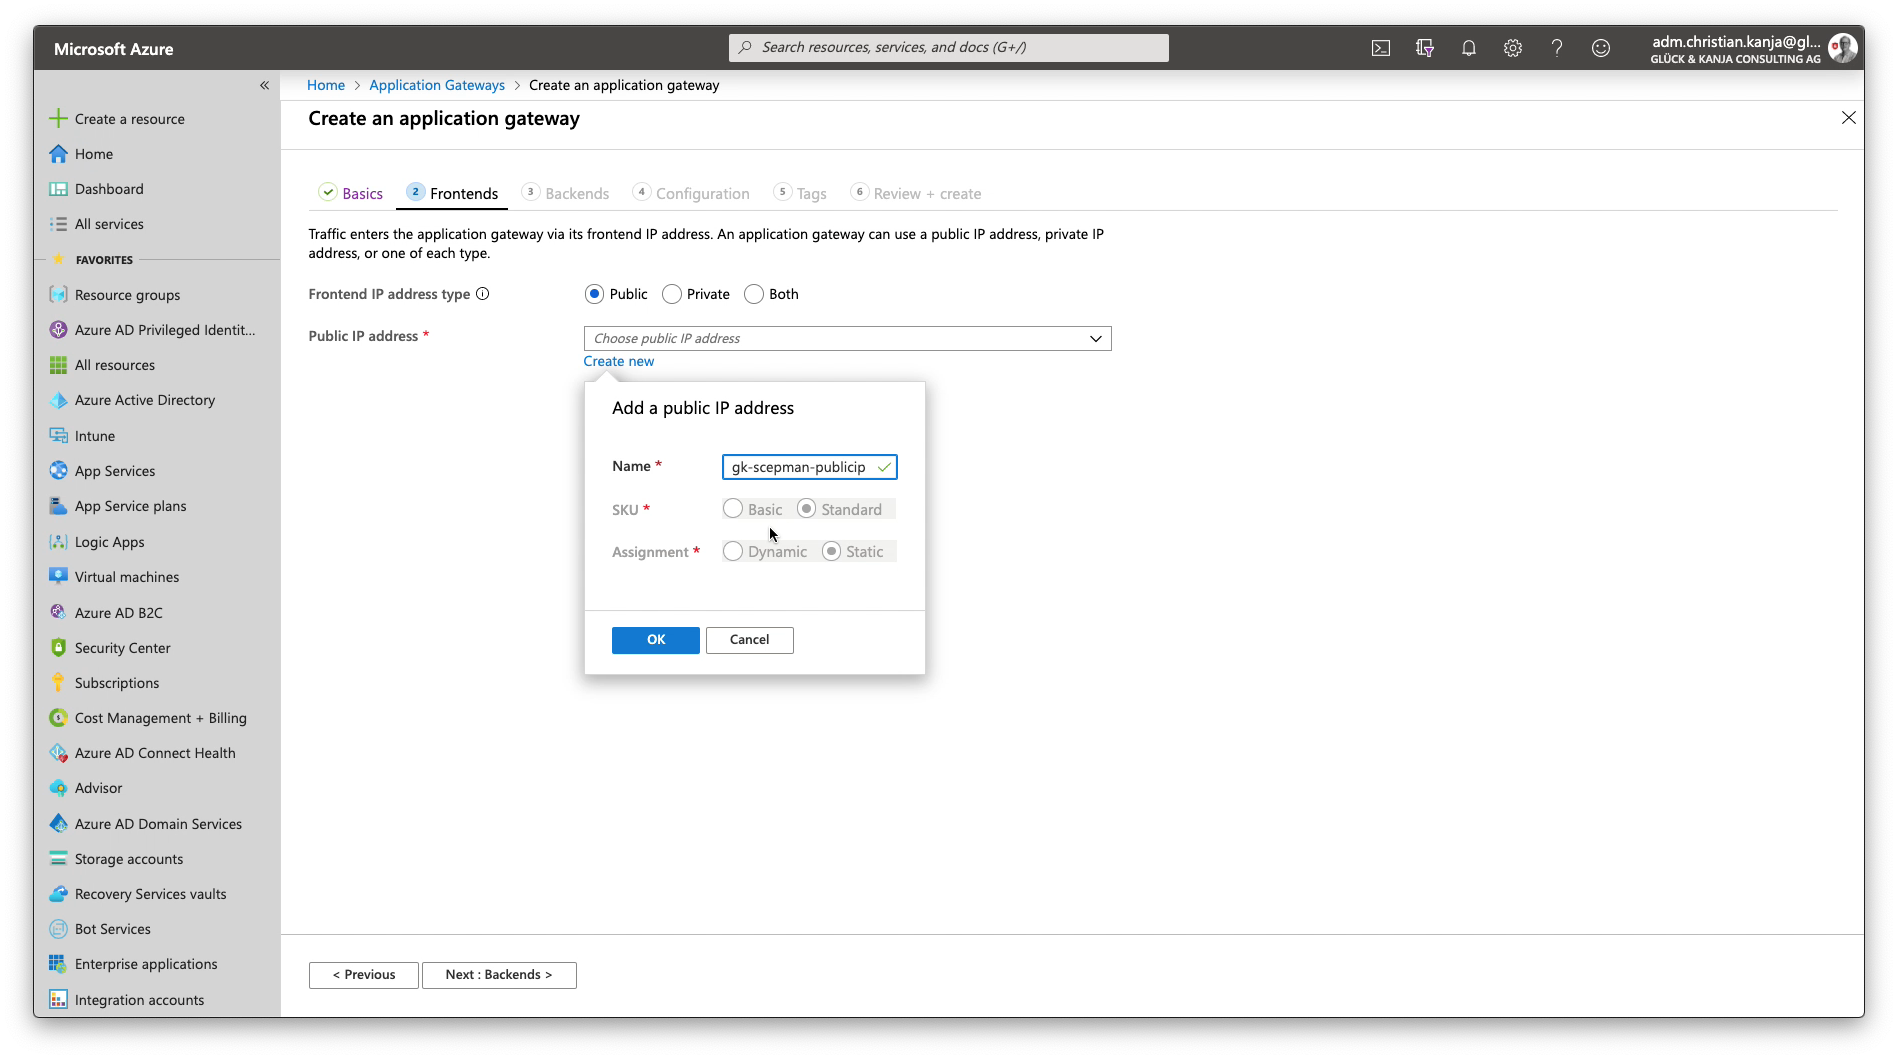 Microsoft Azure
Search resources, services, and docs (G+/)
adm.christian.kanja@gl...
GLÜCK & KANJA CONSULTING AG
«
Home > Application Gateways > Create an application gateway
Create an application gateway
Create a resource
Home
Dashboard
All services
FAVORITES
Resource groups
Azure AD Privileged Identit...
All resources
Azure Active Directory
Intune
App Services
App Service plans
Logic Apps
Virtual machines
Azure AD B2C
Security Center
Subscriptions
Cost Management + Billing
Azure AD Connect Health
Advisor
Azure AD Domain Services
Storage accounts
Recovery Services vaults
Bot Services
Enterprise applications
Integration accounts
Basics 2 Frontends 3 Backends 4 Configuration 5 Tags 6 Review + create
Traffic enters the application gateway via its frontend IP address. An application gateway can use a public IP address, private IP
address, or one of each type.
Frontend IP address type Public Private Both
Public IP address * Choose public IP address
Create new
Add a public IP address
Name * gk-scepman-publicip
SKU * Basic Standard
Assignment * Dynamic Static
OK Cancel
< Previous Next : Backends >